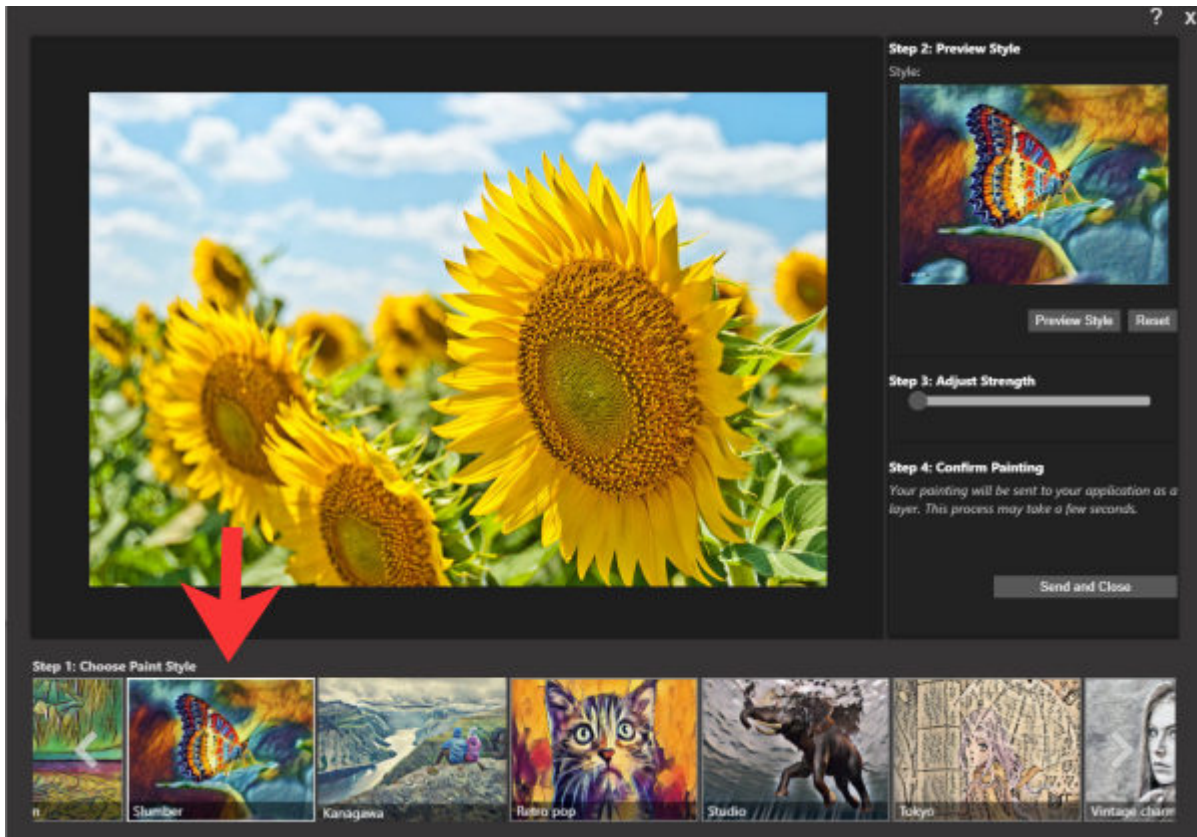 ? X
Step 2: Preview Style
Style:
Preview Style Reset
Step 3: Adjust Strength
Step 4: Confirm Painting
Your painting will be sent to your application as a
layer. This process may take a few seconds.
Send and Close
Step 1: Choose Paint Style
n
Slumber
Kanagawa
Retro pop
Studio
Tokyo
Vintage charm